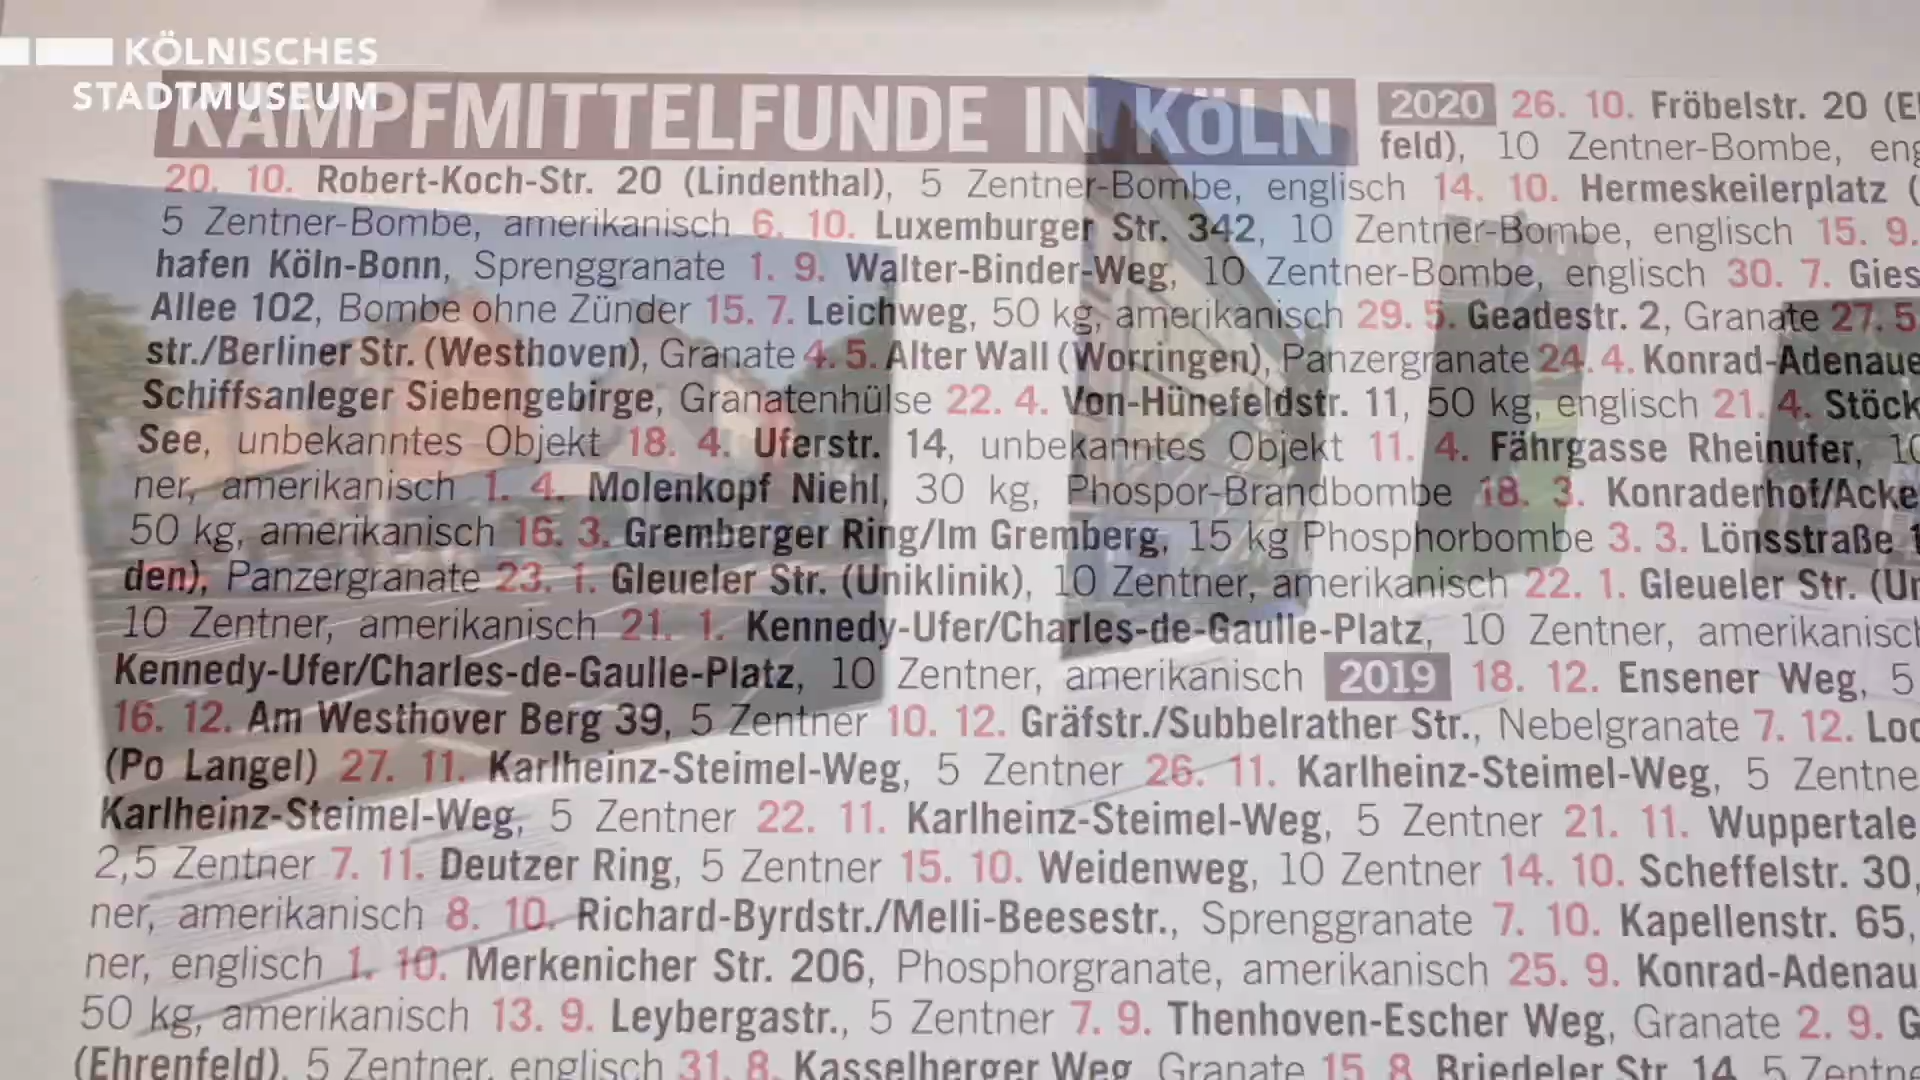 KÖLNISCHES
STADTMUSEUM
KAMPFMITTELFUNDE IN KÖLN 2020 26. 10. Fröbelstr. 20
feld), 10 Zentner-Bombe,
20. 10. Robert-Koch-Str. 20 (Lindenthal), 5 Zentner-Bombe, englisch 14. 10. Hermeskeilerplatz (
5 Zentner-Bombe, amerikanisch 6. 10. Luxemburger Str. 342, 10 Zentner-Bombe, englisch 15. 9.
hafen Köln-Bonn, Sprenggranate 1. 9. Walter-Binder-Weg, 10 Zentner-Bombe, englisch 30. 7.
Allee 102, Bombe ohne Zünder 15. 7. Leichweg, 50 kg, amerikanisch 29. 5. Geadestr. 2, Granate 27. 5
str./Berliner Str. (Westhoven), Granate 4. 5. Alter Wall (Worringen), Panzergranate 24. 4. Konrad-Adenaue
Schiffsanleger Siebengebirge, Granatenhülse 22. 4. Von-Hünefeldstr. 11, 50 kg, englisch 21. 4. Stöck
See, unbekanntes Objekt 18. 4. Uferstr. 14, unbekanntes Objekt 11. 4. Fährgasse Rheinufer, 10
ner, amerikanisch 1. 4. Molenkopf Niehl, 30 kg, Phospor-Brandbombe 18. 3. Konraderhof/Acke
50 kg, amerikanisch 16. 3. Gremberger Ring/Im Gremberg, 15 kg Phosphorbombe 3. 3. Lönsstraße 1
den), Panzergranate 23. 1. Gleueler Str. (Uniklinik), 10 Zentner, amerikanisch 22. 1. Gleueler Str. (Un
10 Zentner, amerikanisch 21. 1. Kennedy-Ufer/Charles-de-Gaulle-Platz, 10 Zentner, amerikanisch
Kennedy-Ufer/Charles-de-Gaulle-Platz, 10 Zentner, amerikanisch 2019 18. 12. Ensener Weg, 5
16. 12. Am Westhover Berg 39, 5 Zentner 10. 12. Gräfstr./Subbelrather Str., Nebelgranate 7. 12.
(Po Langel) 27. 11. Karlheinz-Steimel-Weg, 5 Zentner 26. 11. Karlheinz-Steimel-Weg, 5 Zentne
Karlheinz-Steimel-Weg, 5 Zentner 22. 11. Karlheinz-Steimel-Weg, 5 Zentner 21. 11. Wuppertale
2,5 Zentner 7. 11. Deutzer Ring, 5 Zentner 15. 10. Weidenweg, 10 Zentner 14. 10. Scheffelstr. 30,
ner, amerikanisch 8. 10. Richard-Byrdstr./Melli-Beesestr., Sprenggranate 7. 10. Kapellenstr. 65,
ner, englisch 1. 10. Merkenicher Str. 206, Phosphorgranate, amerikanisch 25. 9. Konrad-Adenau
50 kg, amerikanisch 13. 9. Leybergastr., 5 Zentner 7. 9. Thenhoven-Escher Weg, Granate 2. 9. G
(Ehrenfeld), 5 Zentner, englisch 31. 8. Kasselberger Weg, Granate 15. 8. Briedeler Str. 14, 5 Zentne